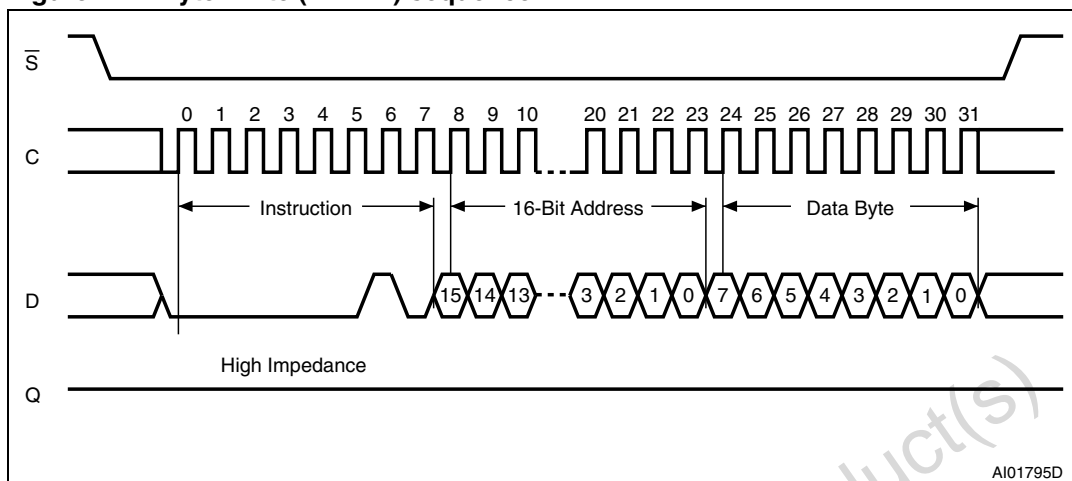 S
0 1 2 3 4 5 6 7 8 9 10 20 21 22 23 24 25 26 27 28 29 30 31
C
Instruction 16-Bit Address Data Byte
D
15 14 13 3 2 1 0 7 6 5 4 3 2 1 0
High Impedance
Q
duct(s)
AI01795D